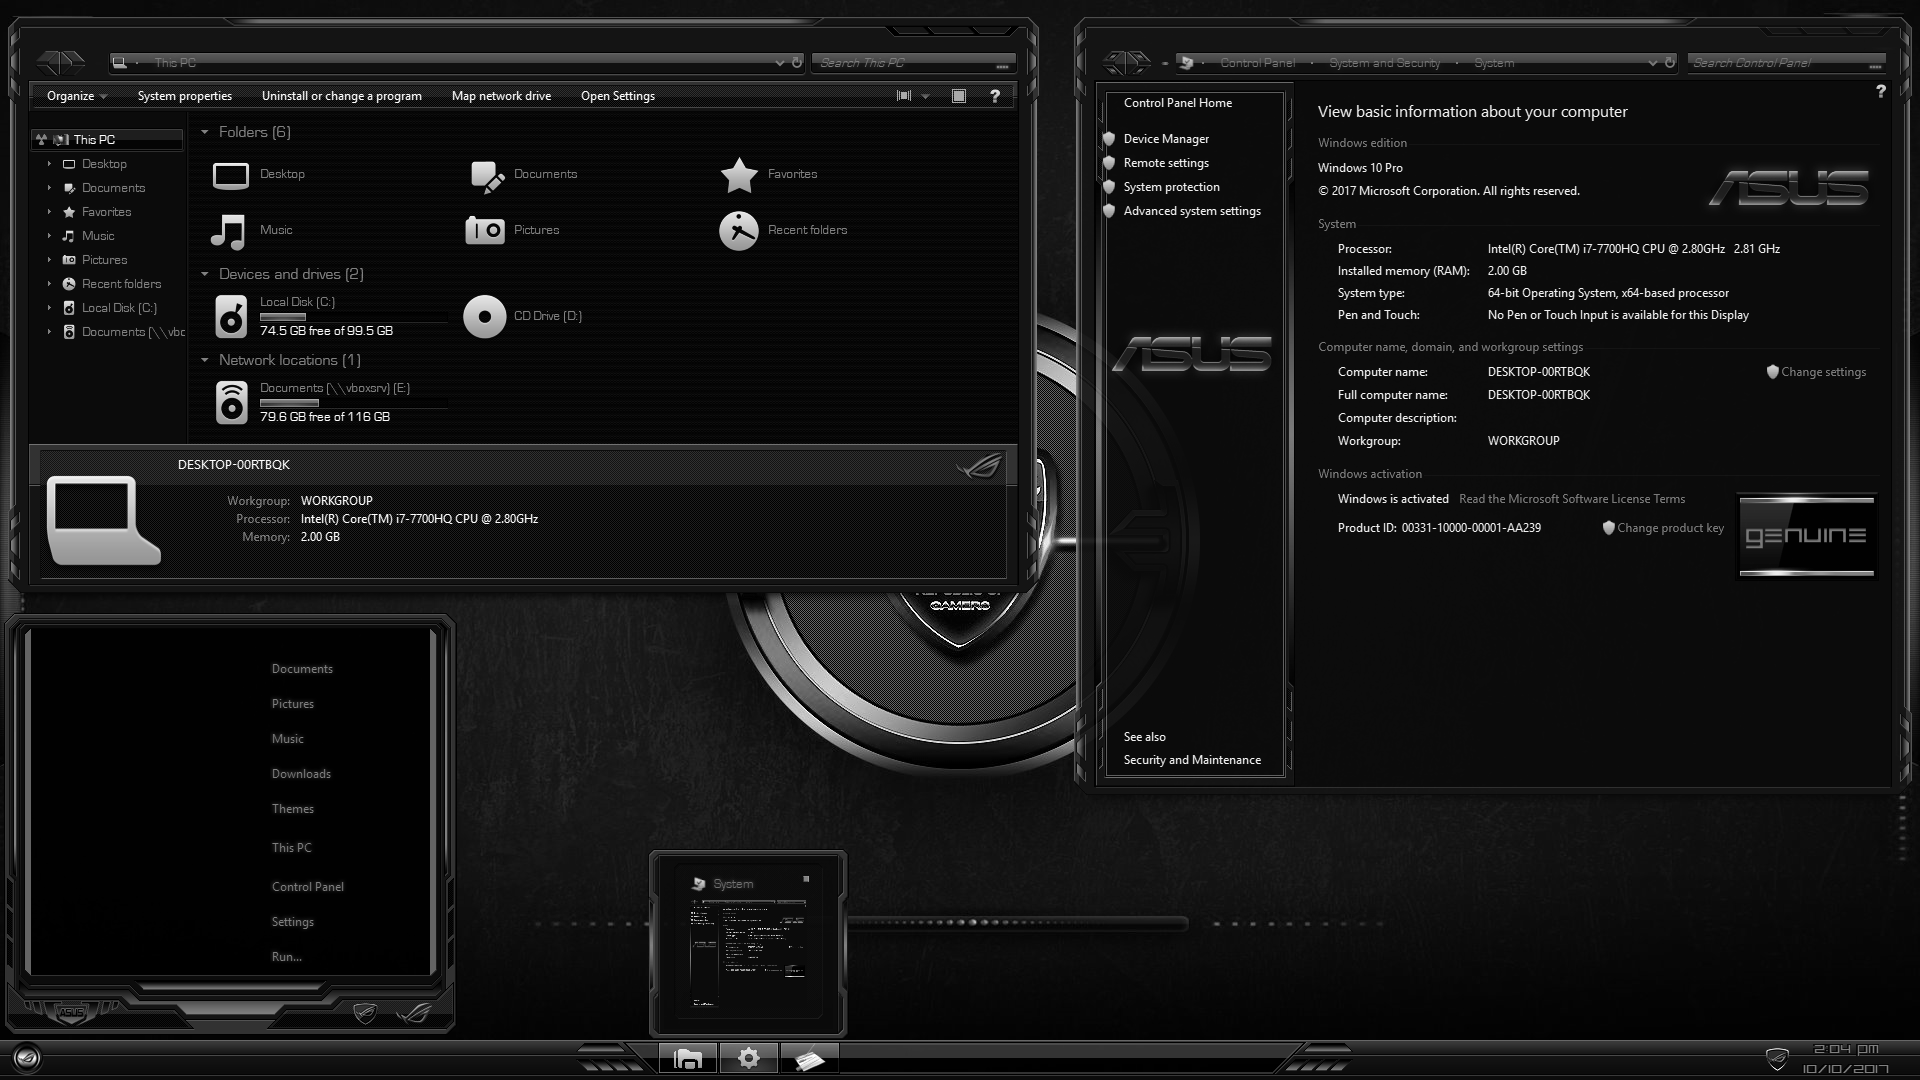 This PC
Search This PC
Organize
System properties
Uninstall or change a program
Map network drive
Open Settings
?
This PC
Desktop
Documents
Favorites
Music
Pictures
Recent folders
Local Disk (C:)
Documents (\\vbo
Folders (6)
Desktop
Documents
Favorites
Music
Pictures
Recent folders
Devices and drives (2)
Local Disk (C:)
74.5 GB free of 99.5 GB
CD Drive (D:)
Network locations (1)
Documents (\\vboxsrv) (E:)
79.6 GB free of 116 GB
DESKTOP-00RTBQK
Workgroup: WORKGROUP
Processor: Intel(R) Core(TM) i7-7700HQ CPU @ 2.80GHz
Memory: 2.00 GB
Control Panel
System and Security
System
Search Control Panel
?
Control Panel Home
Device Manager
Remote settings
System protection
Advanced system settings
ASUS
See also
Security and Maintenance
View basic information about your computer
Windows edition
Windows 10 Pro
© 2017 Microsoft Corporation. All rights reserved.
ASUS
System
Processor: Intel(R) Core(TM) i7-7700HQ CPU @ 2.80GHz 2.81 GHz
Installed memory (RAM): 2.00 GB
System type: 64-bit Operating System, x64-based processor
Pen and Touch: No Pen or Touch Input is available for this Display
Computer name, domain, and workgroup settings
Computer name: DESKTOP-00RTBQK
Change settings
Full computer name: DESKTOP-00RTBQK
Computer description:
Workgroup: WORKGROUP
Windows activation
Windows is activated Read the Microsoft Software License Terms
Product ID: 00331-10000-00001-AA239
Change product key
genuine
GAMERS
Documents
Pictures
Music
Downloads
Themes
This PC
Control Panel
Settings
Run...
ASUS
System
2:04 pm
10/10/2017